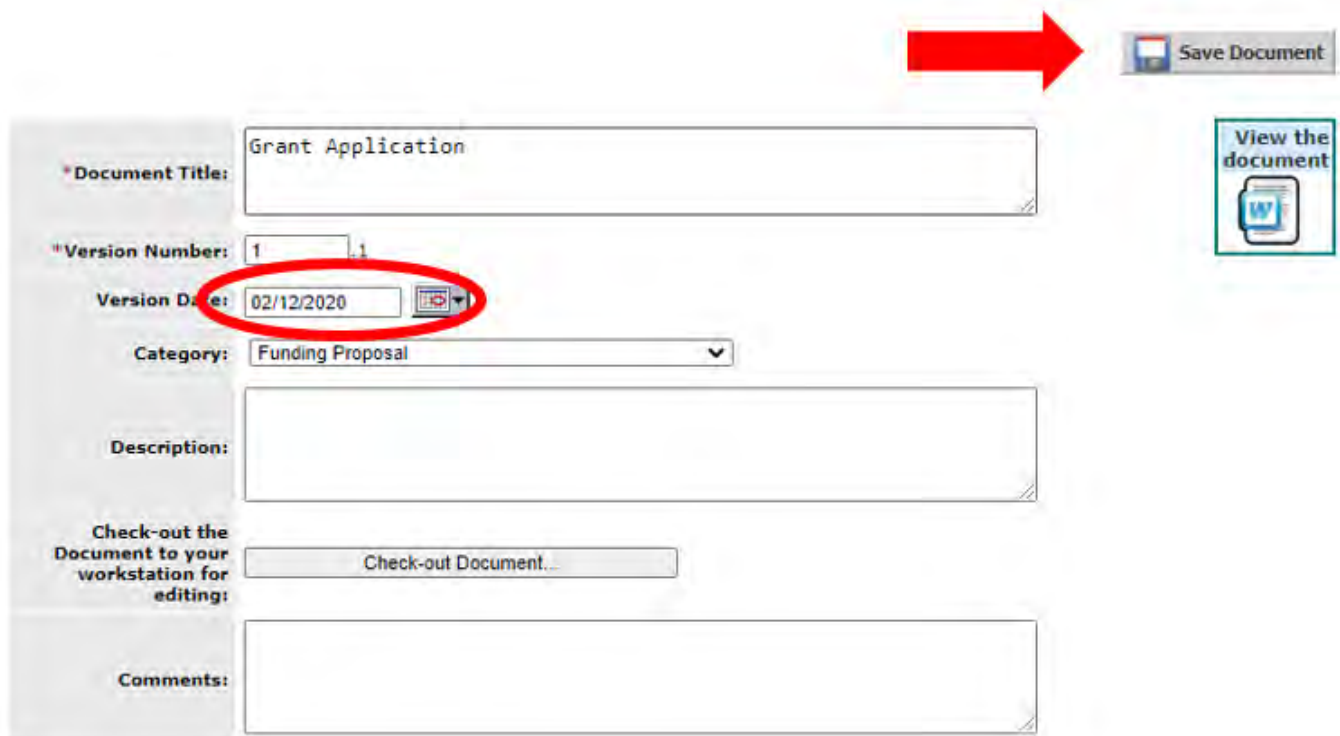 Save Document
View the
document
W
*Document Title:
Grant Application
*Version Number:
1
.1
Version Date:
02/12/2020
Category:
Funding Proposal
Description:
Check-out the
Document to your
workstation for
editing:
Check-out Document...
Comments: